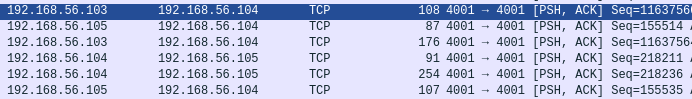 192.168.56.103 192.168.56.104 TCP 108 4001 → 4001 [PSH, ACK] Seq=1163756
192.168.56.105 192.168.56.104 TCP 87 4001 → 4001 [PSH, ACK] Seq=155514
192.168.56.103 192.168.56.104 TCP 176 4001 → 4001 [PSH, ACK] Seq=1163756
192.168.56.104 192.168.56.105 TCP 91 4001 → 4001 [PSH, ACK] Seq=218211
192.168.56.104 192.168.56.105 TCP 254 4001 → 4001 [PSH, ACK] Seq=218236
192.168.56.105 192.168.56.104 TCP 107 4001 → 4001 [PSH, ACK] Seq=155535